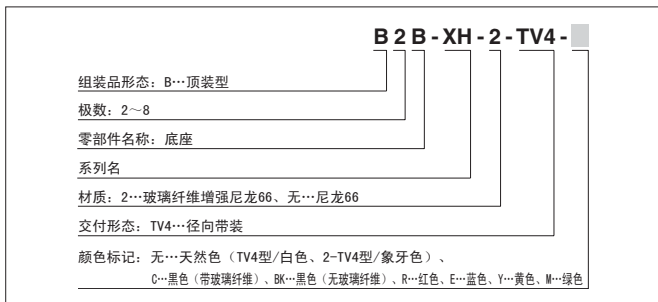 B 2 B - XH - 2 - TV4 -
组装品形态：B…顶装型
极数：2～8
零部件名称：底座
系列名
材质：2…玻璃纤维增强尼龙66、无…尼龙66
交付形态：TV4…径向带装
颜色标记：无…天然色（TV4型/白色、2-TV4型/象牙色）、
C…黑色（带玻璃纤维）、BK…黑色（无玻璃纤维）、R…红色、E…蓝色、Y…黄色、M…绿色